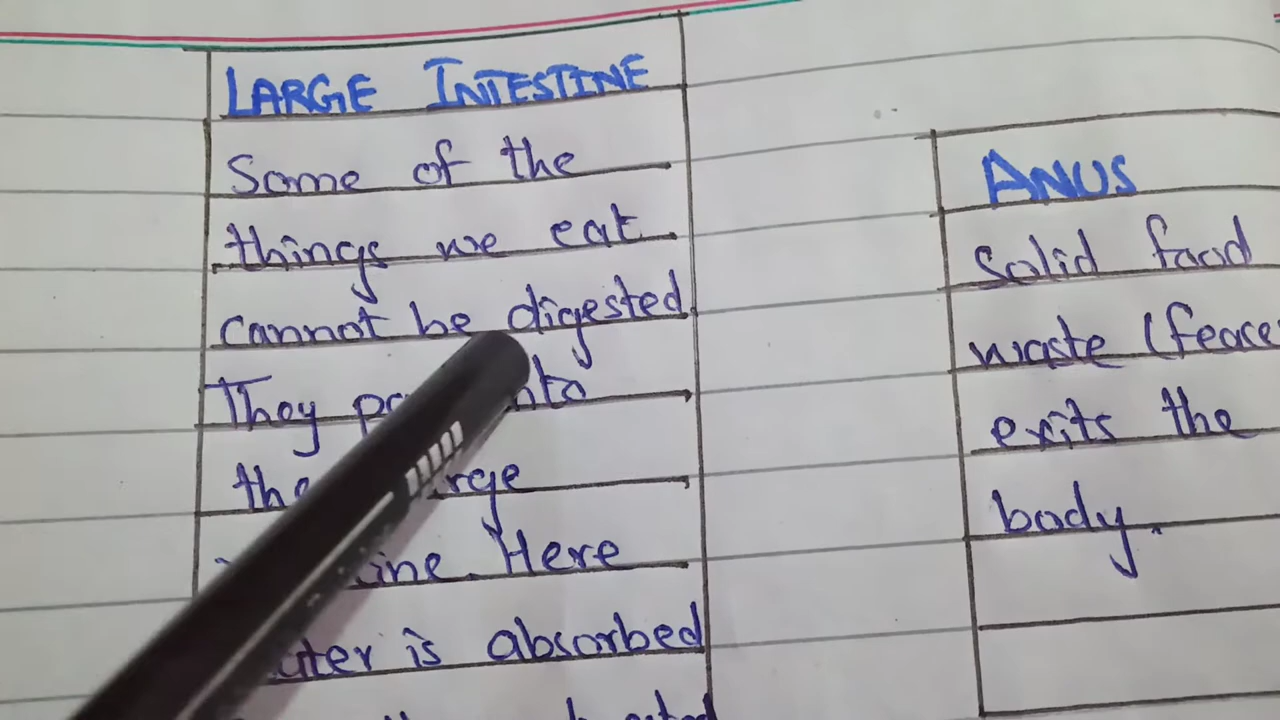 LARGE INTESTINE
Some of the
things we eat
cannot be digested
They
the
Here
is absorbed
ANUS
Solid food
waste
exits the
body.